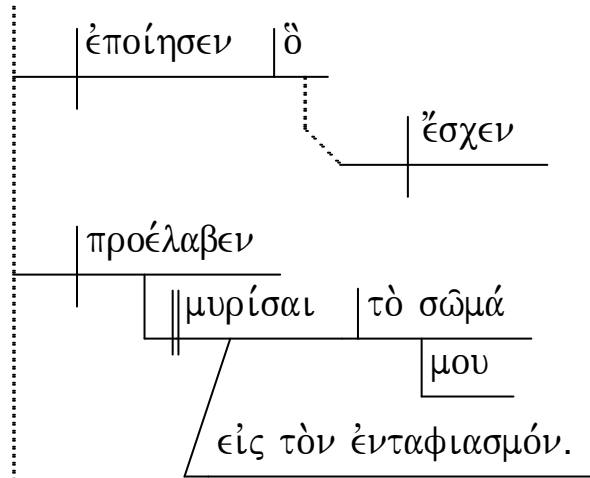 ἐποίησεν ὃ
ἔσχεν
προέλαβεν
μυρίσαι τὸ σῶμά
μου
εἰς τὸν ἐνταφιασμόν.